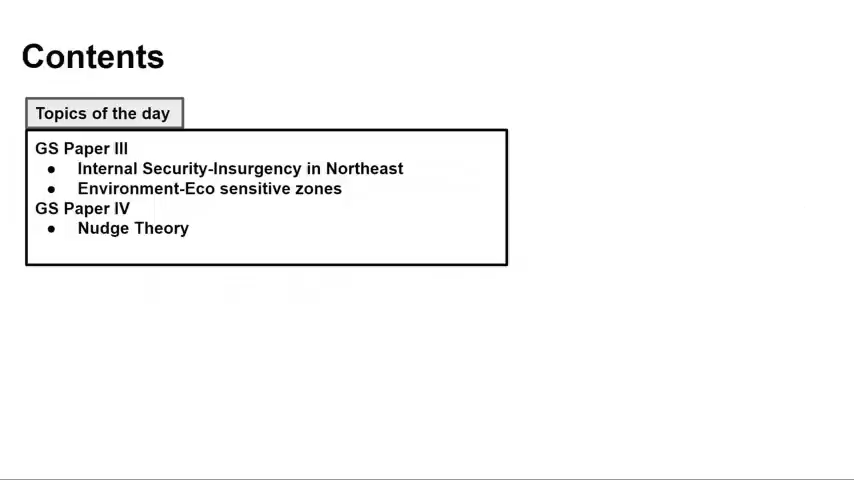 Contents
Topics of the day
GS Paper III
● Internal Security-Insurgency in Northeast
● Environment-Eco sensitive zones
GS Paper IV
● Nudge Theory